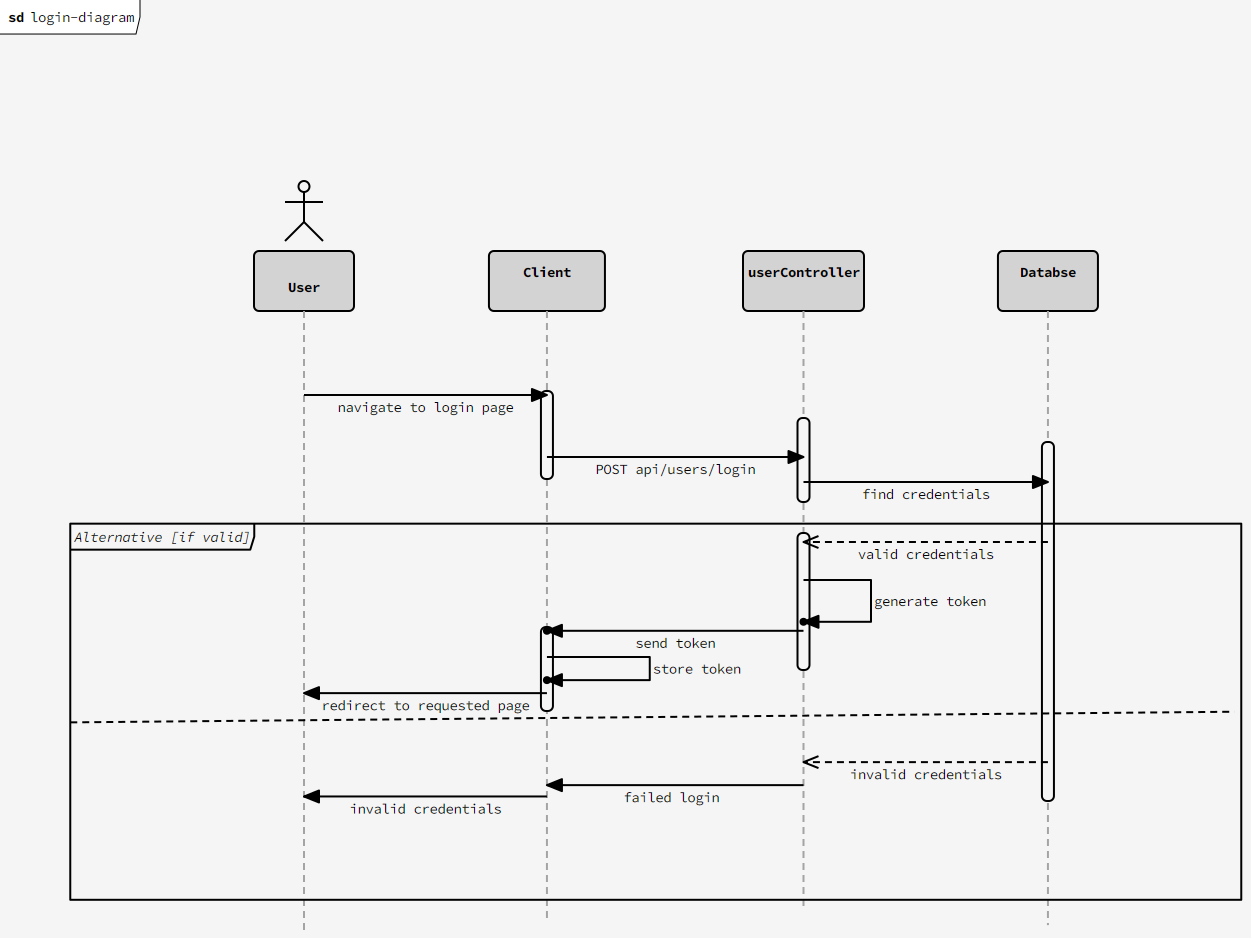 sd login-diagram
User
Client
userController
Databse
navigate to login page
POST api/users/login
find credentials
Alternative [if valid]
valid credentials
generate token
send token
store token
redirect to requested page
invalid credentials
failed login
invalid credentials